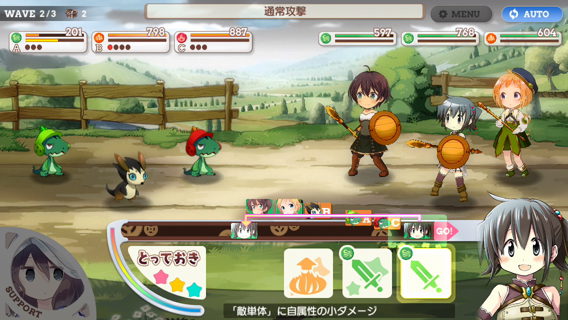 WAVE 2/3 2
通常攻撃
MENU
AUTO
201
798
887
597
768
604
A
B
C
B
C
GO!
とっておき
SUPPORT
「敵単体」に自属性の小ダメージ